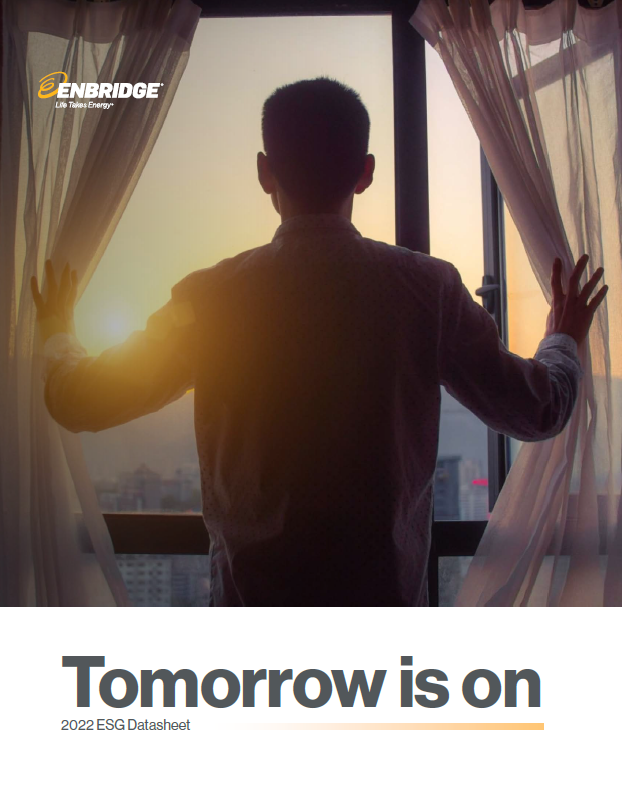 ENBRIDGE
Life Takes Energy
Tomorrow is on
2022 ESG Datasheet